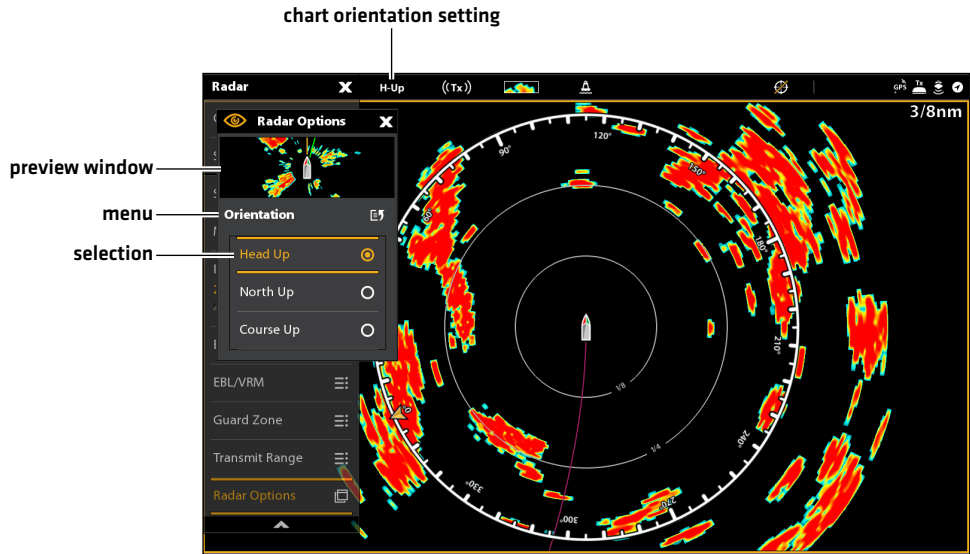 chart orientation setting
Radar
H-Up
((Tx))
GPS
Tx
3/8nm
Radar Options
preview window
menu
Orientation
selection
Head Up
North Up
Course Up
EBL/VRM
Guard Zone
Transmit Range
Radar Options
60°
90°
120°
150°
180°
210°
240°
270°
300°
330°
1/8
1/4